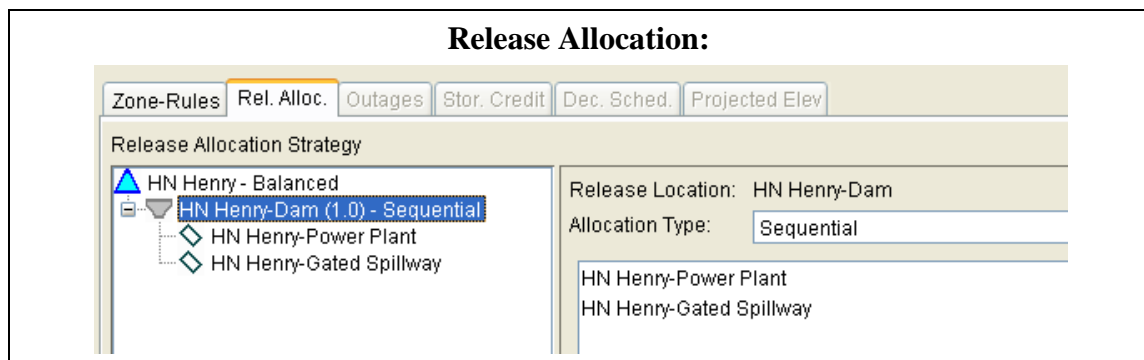 Release Allocation:
Zone-Rules Rel. Alloc. Outages Stor. Credit Dec. Sched. Projected Elev
Release Allocation Strategy
HN Henry - Balanced
HN Henry-Dam (1.0) - Sequential
HN Henry-Power Plant
HN Henry-Gated Spillway
Release Location: HN Henry-Dam
Allocation Type: Sequential
HN Henry-Power Plant
HN Henry-Gated Spillway